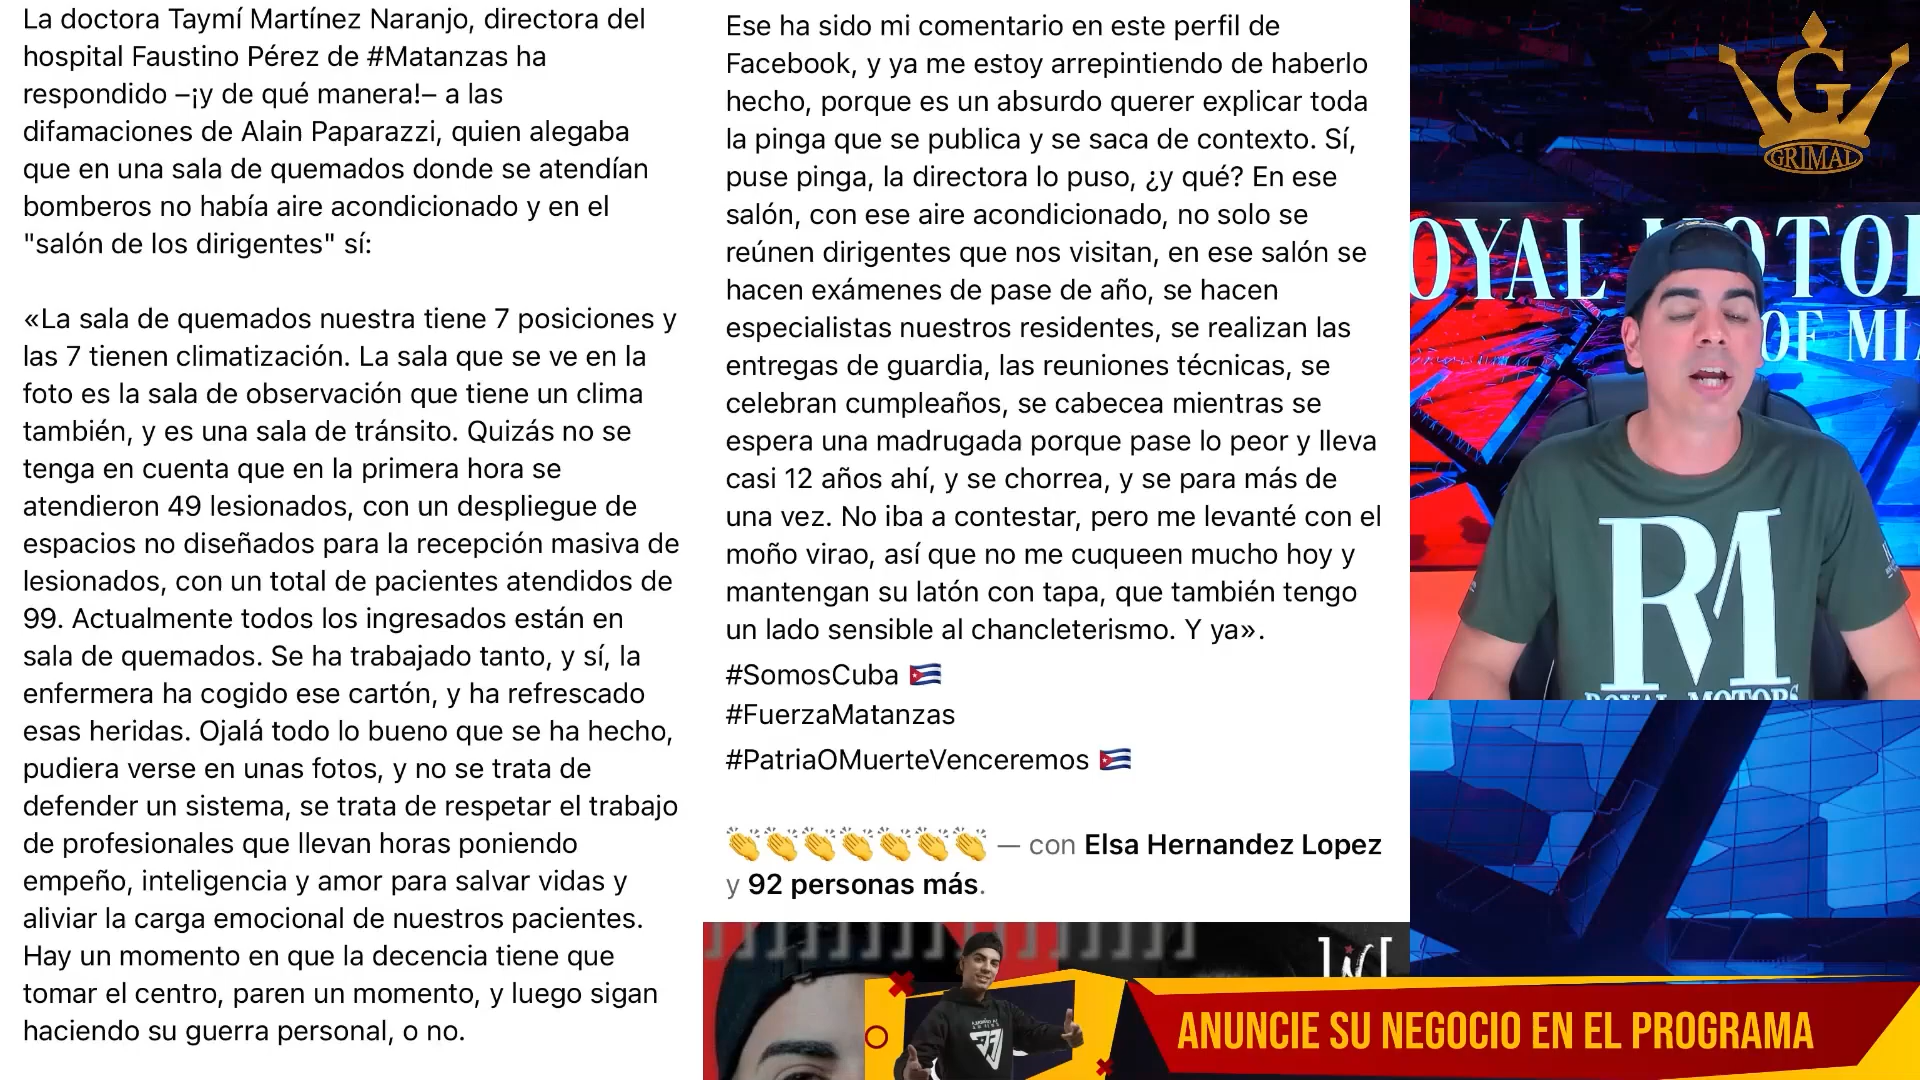 La doctora Taymí Martínez Naranjo, directora del
hospital Faustino Pérez de #Matanzas ha
respondido –¡y de qué manera!– a las
difamaciones de Alain Paparazzi, quien alegaba
que en una sala de quemados donde se atendían
bomberos no había aire acondicionado y en el
"salón de los dirigentes" sí:
«La sala de quemados nuestra tiene 7 posiciones y
las 7 tienen climatización. La sala que se ve en la
foto es la sala de observación que tiene un clima
también, y es una sala de tránsito. Quizás no se
tenga en cuenta que en la primera hora se
atendieron 49 lesionados, con un despliegue de
espacios no diseñados para la recepción masiva de
lesionados, con un total de pacientes atendidos de
99. Actualmente todos los ingresados están en
sala de quemados. Se ha trabajado tanto, y sí, la
enfermera ha cogido ese cartón, y ha refrescado
esas heridas. Ojalá todo lo bueno que se ha hecho,
pudiera verse en unas fotos, y no se trata de
defender un sistema, se trata de respetar el trabajo
de profesionales que llevan horas poniendo
empeño, inteligencia y amor para salvar vidas y
aliviar la carga emocional de nuestros pacientes.
Hay un momento en que la decencia tiene que
tomar el centro, paren un momento, y luego sigan
haciendo su guerra personal, o no.
Ese ha sido mi comentario en este perfil de
Facebook, y ya me estoy arrepintiendo de haberlo
hecho, porque es un absurdo querer explicar toda
la pinga que se publica y se saca de contexto. Sí,
puse pinga, la directora lo puso, ¿y qué? En ese
salón, con ese aire acondicionado, no solo se
reúnen dirigentes que nos visitan, en ese salón se
hacen exámenes de pase de año, se hacen
especialistas nuestros residentes, se realizan las
entregas de guardia, las reuniones técnicas, se
celebran cumpleaños, se cabecea mientras se
espera una madrugada porque pase lo peor y lleva
casi 12 años ahí, y se chorrea, y se para más de
una vez. No iba a contestar, pero me levanté con el
moño virao, así que no me cuqueen mucho hoy y
mantengan su latón con tapa, que también tengo
un lado sensible al chancleterismo. Y ya».
#SomosCuba 🇨🇺
#FuerzaMatanzas
#PatriaOMuerteVenceremos 🇨🇺
👏👏👏👏👏👏👏 — con Elsa Hernandez Lopez
y 92 personas más.
G
GRIMAL
OYAL MOTO
OF MI
RM
ROYAL MOTORS
ANUNCIE SU NEGOCIO EN EL PROGRAMA